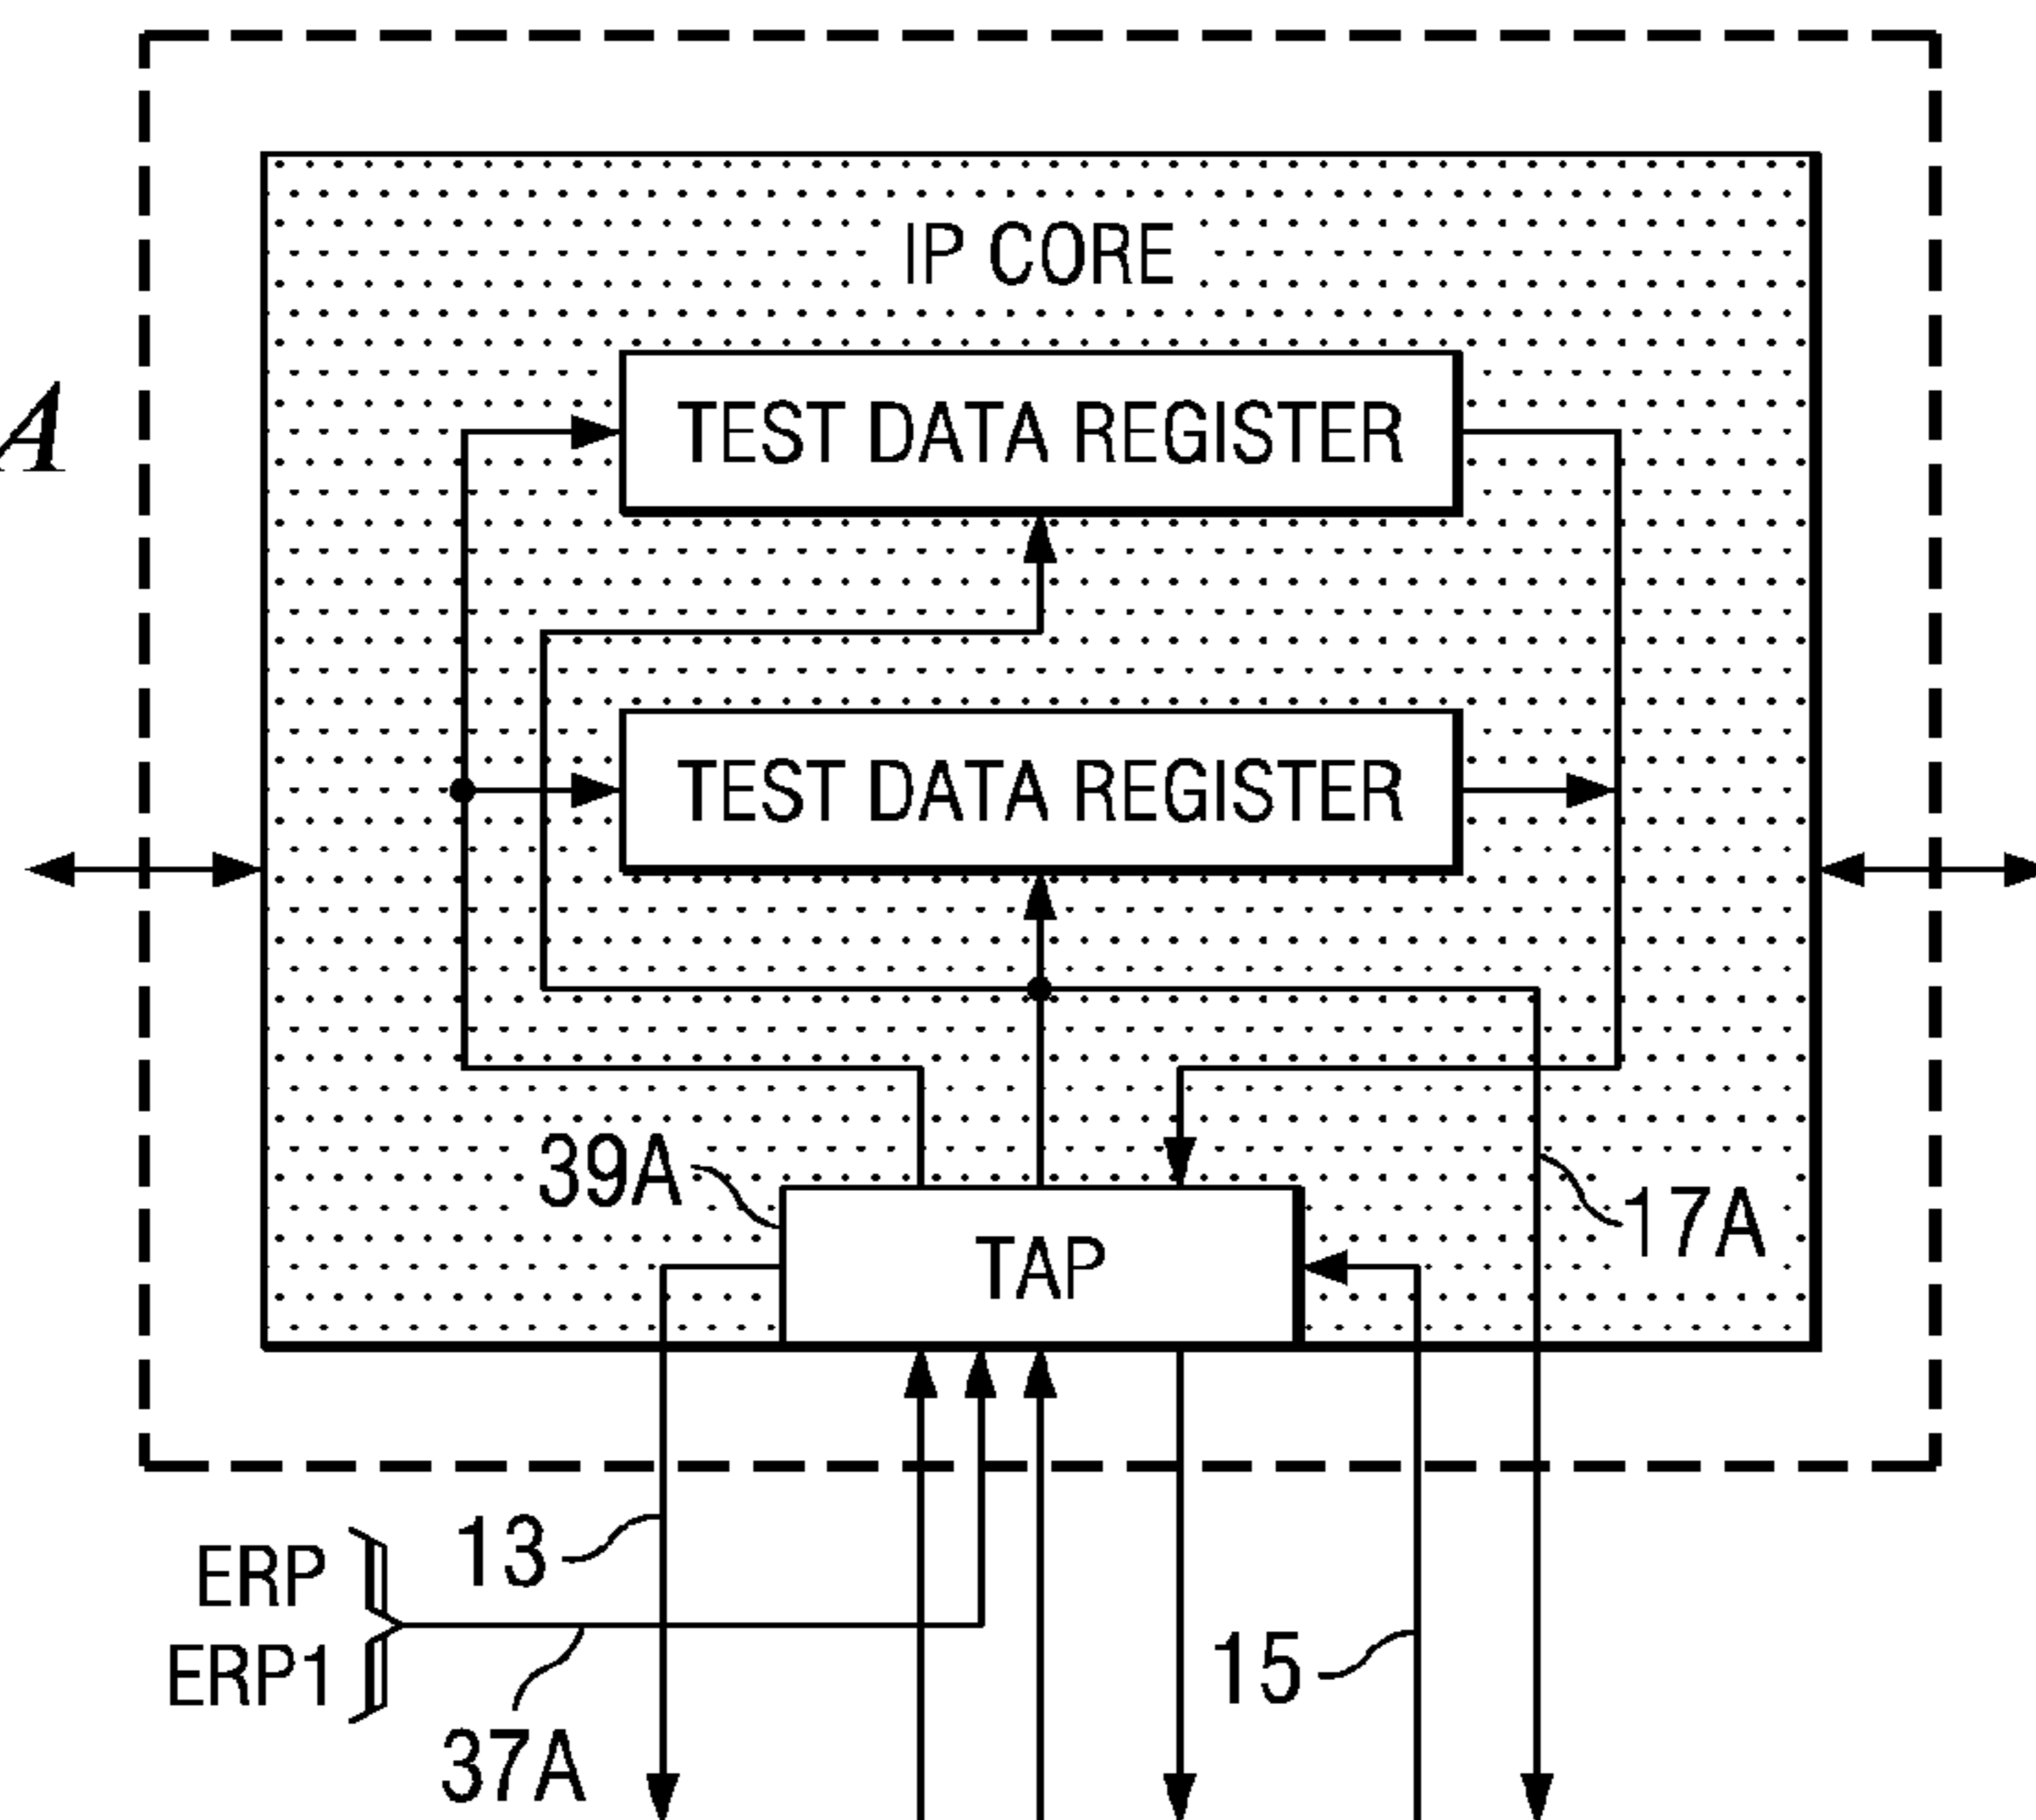 IP CORE
A
TEST DATA REGISTER
TEST DATA REGISTER
39A
17A
TAP
13
ERP
15
ERP1
37A